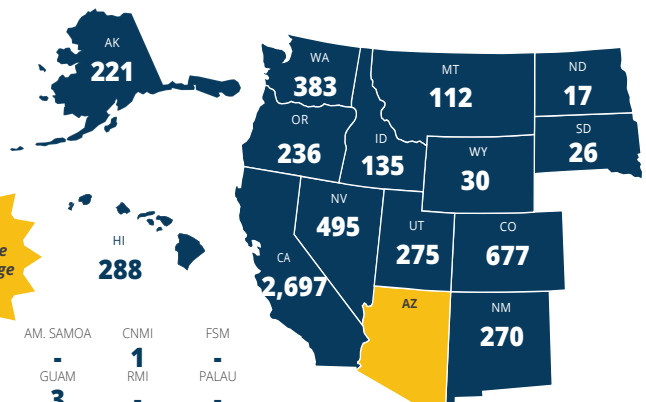 AK
221
WA
383
MT
112
ND
17
OR
236
ID
135
SD
26
WY
30
NV
495
UT
275
CO
677
HI
288
CA
2,697
AZ
NM
270
AM. SAMOA CNMI FSM
- 1 -
GUAM RMI PALAU
3 - -